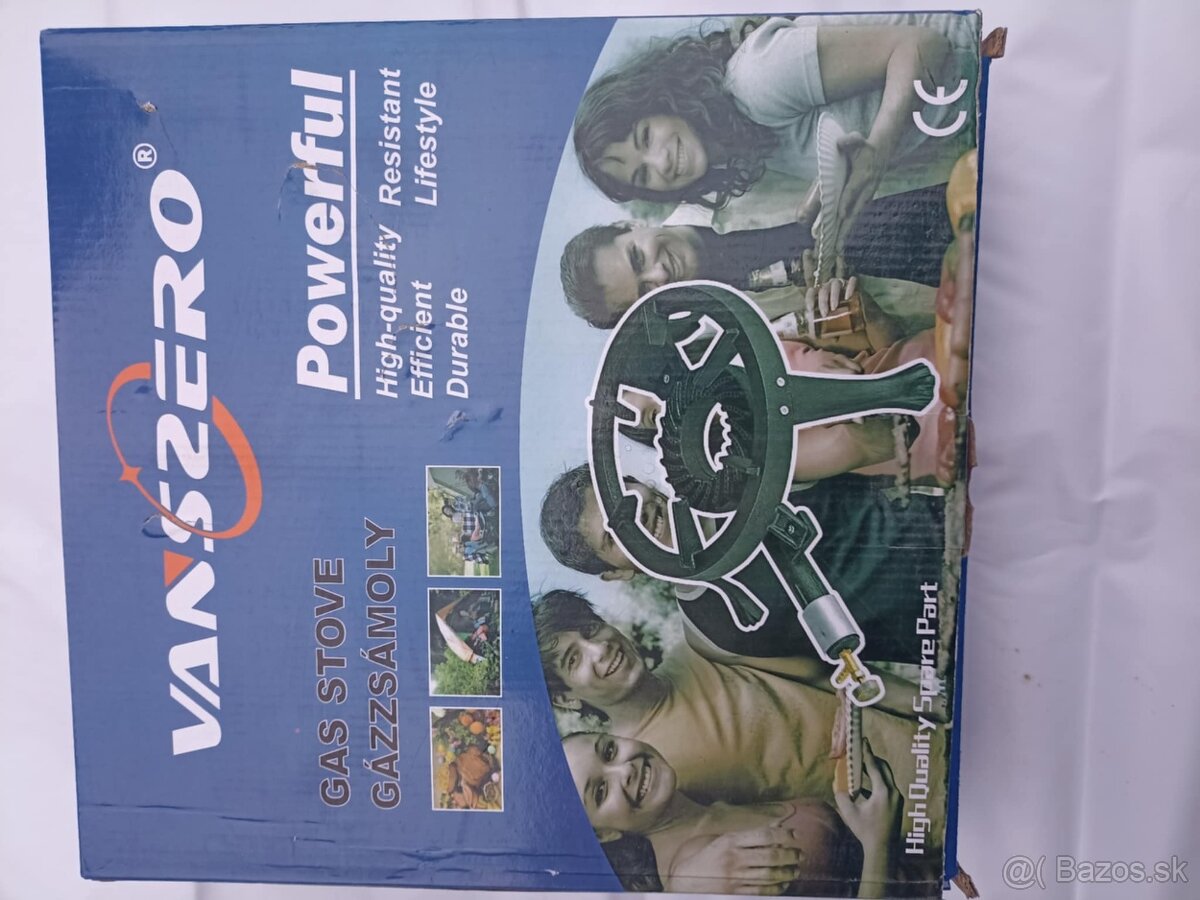 VANSZERO®
GAS STOVE
GÁZZSÁMOLY
Powerful
High-quality Resistant
Efficient Lifestyle
Durable
High Quality Spare Part
CE
@( Bazos.sk